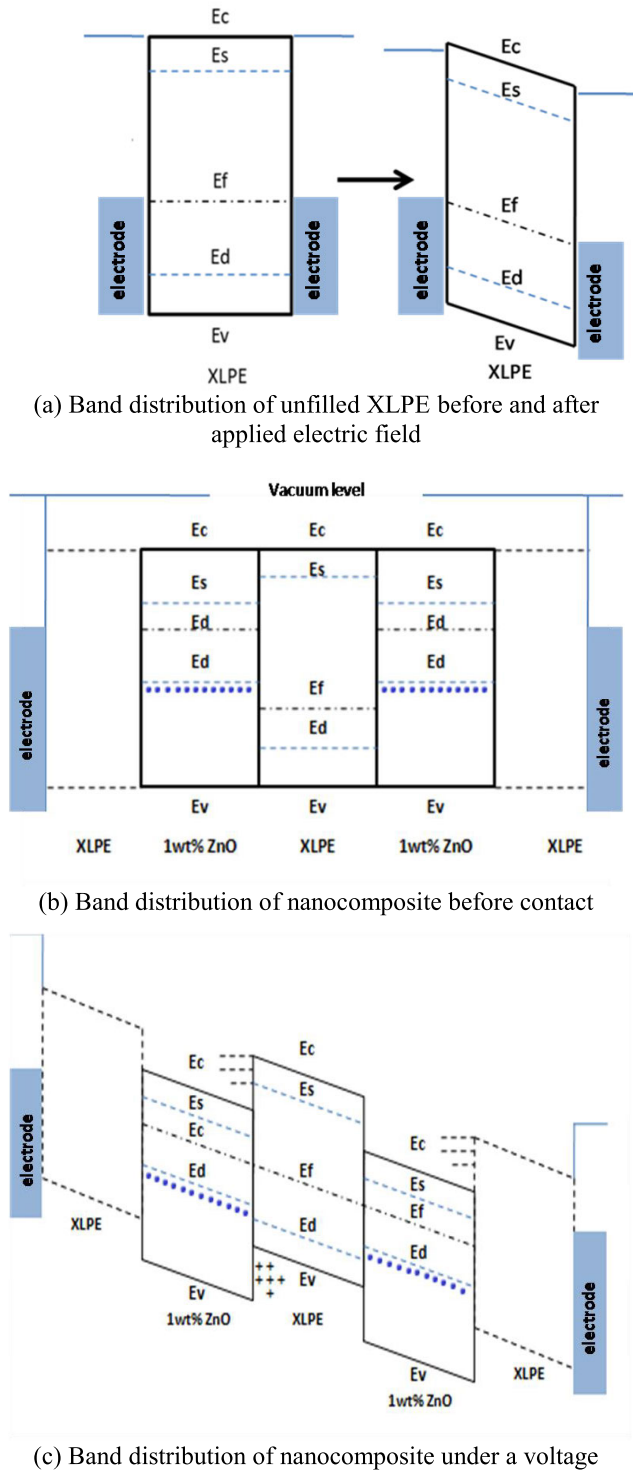 Ec
Es
Ef
Ed
Ev
electrode
electrode
XLPE
Ec
Es
Ef
Ed
Ev
electrode
electrode
XLPE
(a) Band distribution of unfilled XLPE before and after
applied electric field
Vacuum level
Ec Ec Ec
Es Es Es
Ed Ed
Ed Ed
Ef
Ed
electrode
electrode
Ev Ev Ev
XLPE 1wt% ZnO XLPE 1wt% ZnO XLPE
(b) Band distribution of nanocomposite before contact
electrode
XLPE
Ec
Es
Ec
Ed
Ev
1wt% ZnO
Ec
Es
Ef
Ed
++
+++
+
Ev
XLPE
Ec
Es
Ef
Ed
Ev
1wt% ZnO
XLPE
electrode
(c) Band distribution of nanocomposite under a voltage